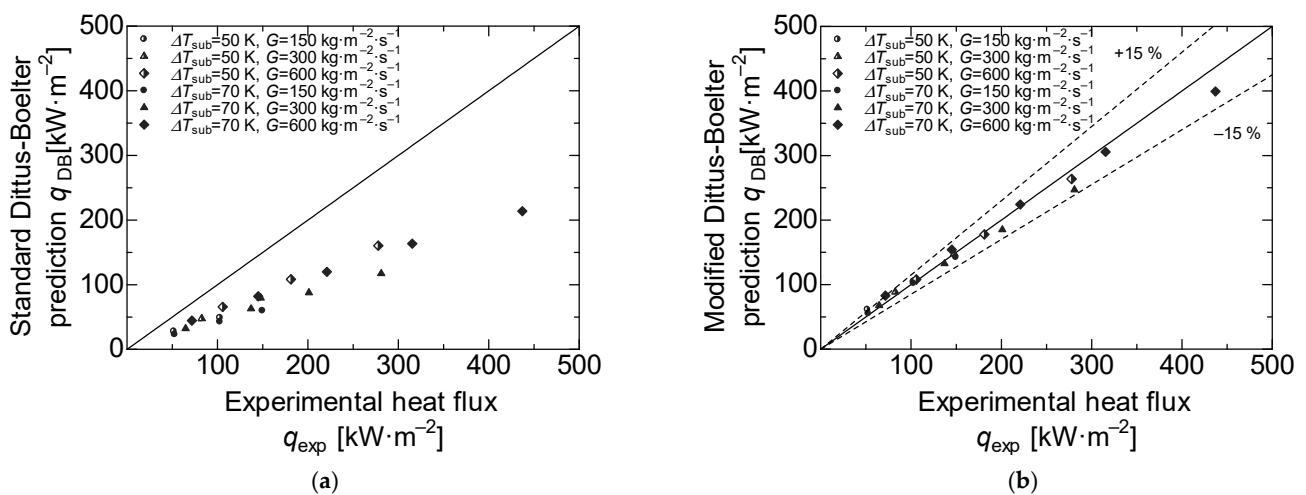 Standard Dittus-Boelter
prediction q DB[kW·m−2]
500
400
300
200
100
0
ΔTsub=50 K, G=150 kg·m−2·s−1
ΔTsub=50 K, G=300 kg·m−2·s−1
ΔTsub=50 K, G=600 kg·m−2·s−1
ΔTsub=70 K, G=150 kg·m−2·s−1
ΔTsub=70 K, G=300 kg·m−2·s−1
ΔTsub=70 K, G=600 kg·m−2·s−1
100 200 300 400 500
Experimental heat flux
qexp [kW·m−2]
(a)
Modified Dittus-Boelter
prediction q DB[kW·m−2]
500
400
300
200
100
0
ΔTsub=50 K, G=150 kg·m−2·s−1
ΔTsub=50 K, G=300 kg·m−2·s−1
ΔTsub=50 K, G=600 kg·m−2·s−1
ΔTsub=70 K, G=150 kg·m−2·s−1
ΔTsub=70 K, G=300 kg·m−2·s−1
ΔTsub=70 K, G=600 kg·m−2·s−1
+15 %
−15 %
100 200 300 400 500
Experimental heat flux
qexp [kW·m−2]
(b)